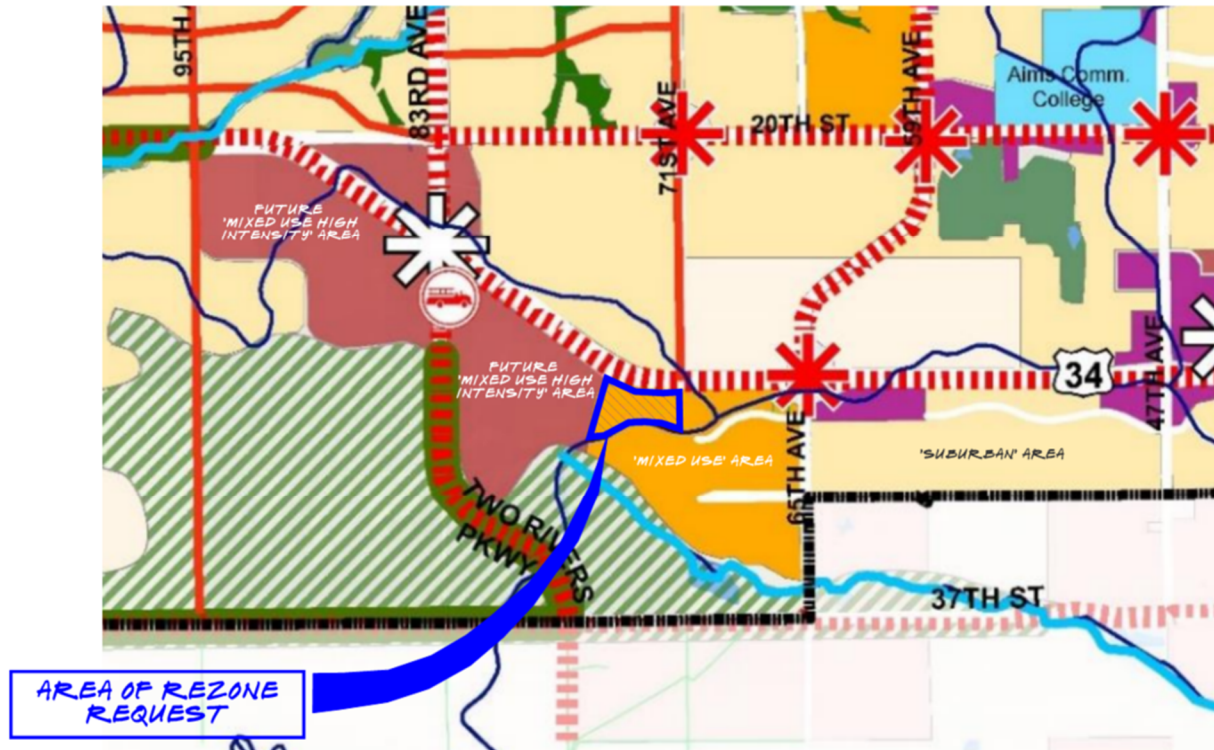 95TH A
83RD AVE
71ST AVE
20TH ST
59TH AVE
Aims Comm.
College
FUTURE
'MIXED USE HIGH
INTENSITY' AREA
FUTURE
'MIXED USE HIGH
INTENSITY' AREA
34
47TH AVE
'MIXED USE' AREA
65TH AVE
'SUBURBAN' AREA
TWO RIVERS
PKWY
37TH ST
AREA OF REZONE
REQUEST